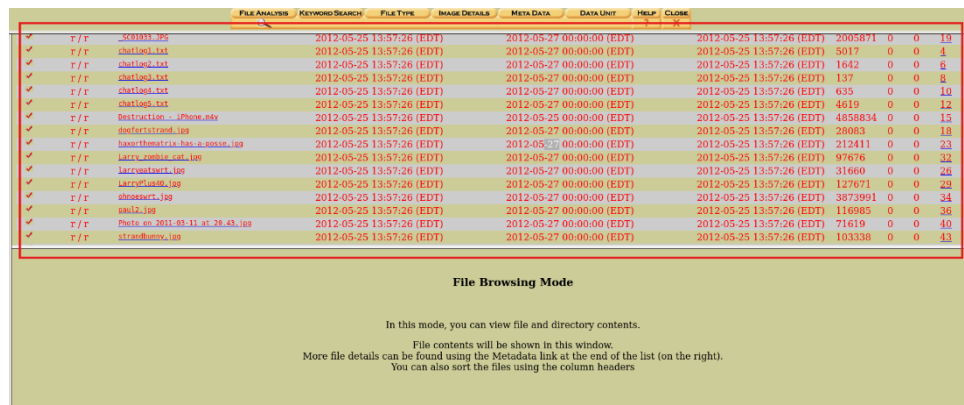 FILE ANALYSIS KEYWORD SEARCH FILE TYPE IMAGE DETAILS META DATA DATA UNIT HELP CLOSE
? X
r / r _SC01033.JPG 2012-05-25 13:57:26 (EDT) 2012-05-27 00:00:00 (EDT) 2012-05-25 13:57:26 (EDT) 2005871 0 0 19
r / r chatlog1.txt 2012-05-25 13:57:26 (EDT) 2012-05-27 00:00:00 (EDT) 2012-05-25 13:57:26 (EDT) 5017 0 0 4
r / r chatlog2.txt 2012-05-25 13:57:26 (EDT) 2012-05-27 00:00:00 (EDT) 2012-05-25 13:57:26 (EDT) 1642 0 0 6
r / r chatlog3.txt 2012-05-25 13:57:26 (EDT) 2012-05-27 00:00:00 (EDT) 2012-05-25 13:57:26 (EDT) 137 0 0 8
r / r chatlog4.txt 2012-05-25 13:57:26 (EDT) 2012-05-27 00:00:00 (EDT) 2012-05-25 13:57:26 (EDT) 635 0 0 10
r / r chatlog5.txt 2012-05-25 13:57:26 (EDT) 2012-05-27 00:00:00 (EDT) 2012-05-25 13:57:26 (EDT) 4619 0 0 12
r / r Destruction - iPhone.m4v 2012-05-25 13:57:26 (EDT) 2012-05-25 00:00:00 (EDT) 2012-05-25 13:57:26 (EDT) 4858834 0 0 15
r / r dogfertstrand.jpg 2012-05-25 13:57:26 (EDT) 2012-05-27 00:00:00 (EDT) 2012-05-25 13:57:26 (EDT) 28083 0 0 18
r / r haxorthematrix-has-a-posse.jpg 2012-05-25 13:57:26 (EDT) 2012-05-27 00:00:00 (EDT) 2012-05-25 13:57:26 (EDT) 212411 0 0 23
r / r Larry_zombie_cat.jpg 2012-05-25 13:57:26 (EDT) 2012-05-27 00:00:00 (EDT) 2012-05-25 13:57:26 (EDT) 97676 0 0 32
r / r larryeatswrt.jpg 2012-05-25 13:57:26 (EDT) 2012-05-27 00:00:00 (EDT) 2012-05-25 13:57:26 (EDT) 31660 0 0 26
r / r LarryPlus40.jpg 2012-05-25 13:57:26 (EDT) 2012-05-27 00:00:00 (EDT) 2012-05-25 13:57:26 (EDT) 127671 0 0 29
r / r ohnoeswrt.jpg 2012-05-25 13:57:26 (EDT) 2012-05-27 00:00:00 (EDT) 2012-05-25 13:57:26 (EDT) 3873991 0 0 34
r / r paul2.jpg 2012-05-25 13:57:26 (EDT) 2012-05-27 00:00:00 (EDT) 2012-05-25 13:57:26 (EDT) 116985 0 0 36
r / r Photo on 2011-03-11 at 20.43.jpg 2012-05-25 13:57:26 (EDT) 2012-05-27 00:00:00 (EDT) 2012-05-25 13:57:26 (EDT) 71619 0 0 40
r / r strandbunny.jpg 2012-05-25 13:57:26 (EDT) 2012-05-27 00:00:00 (EDT) 2012-05-25 13:57:26 (EDT) 103338 0 0 43
File Browsing Mode
In this mode, you can view file and directory contents.
File contents will be shown in this window.
More file details can be found using the Metadata link at the end of the list (on the right).
You can also sort the files using the column headers